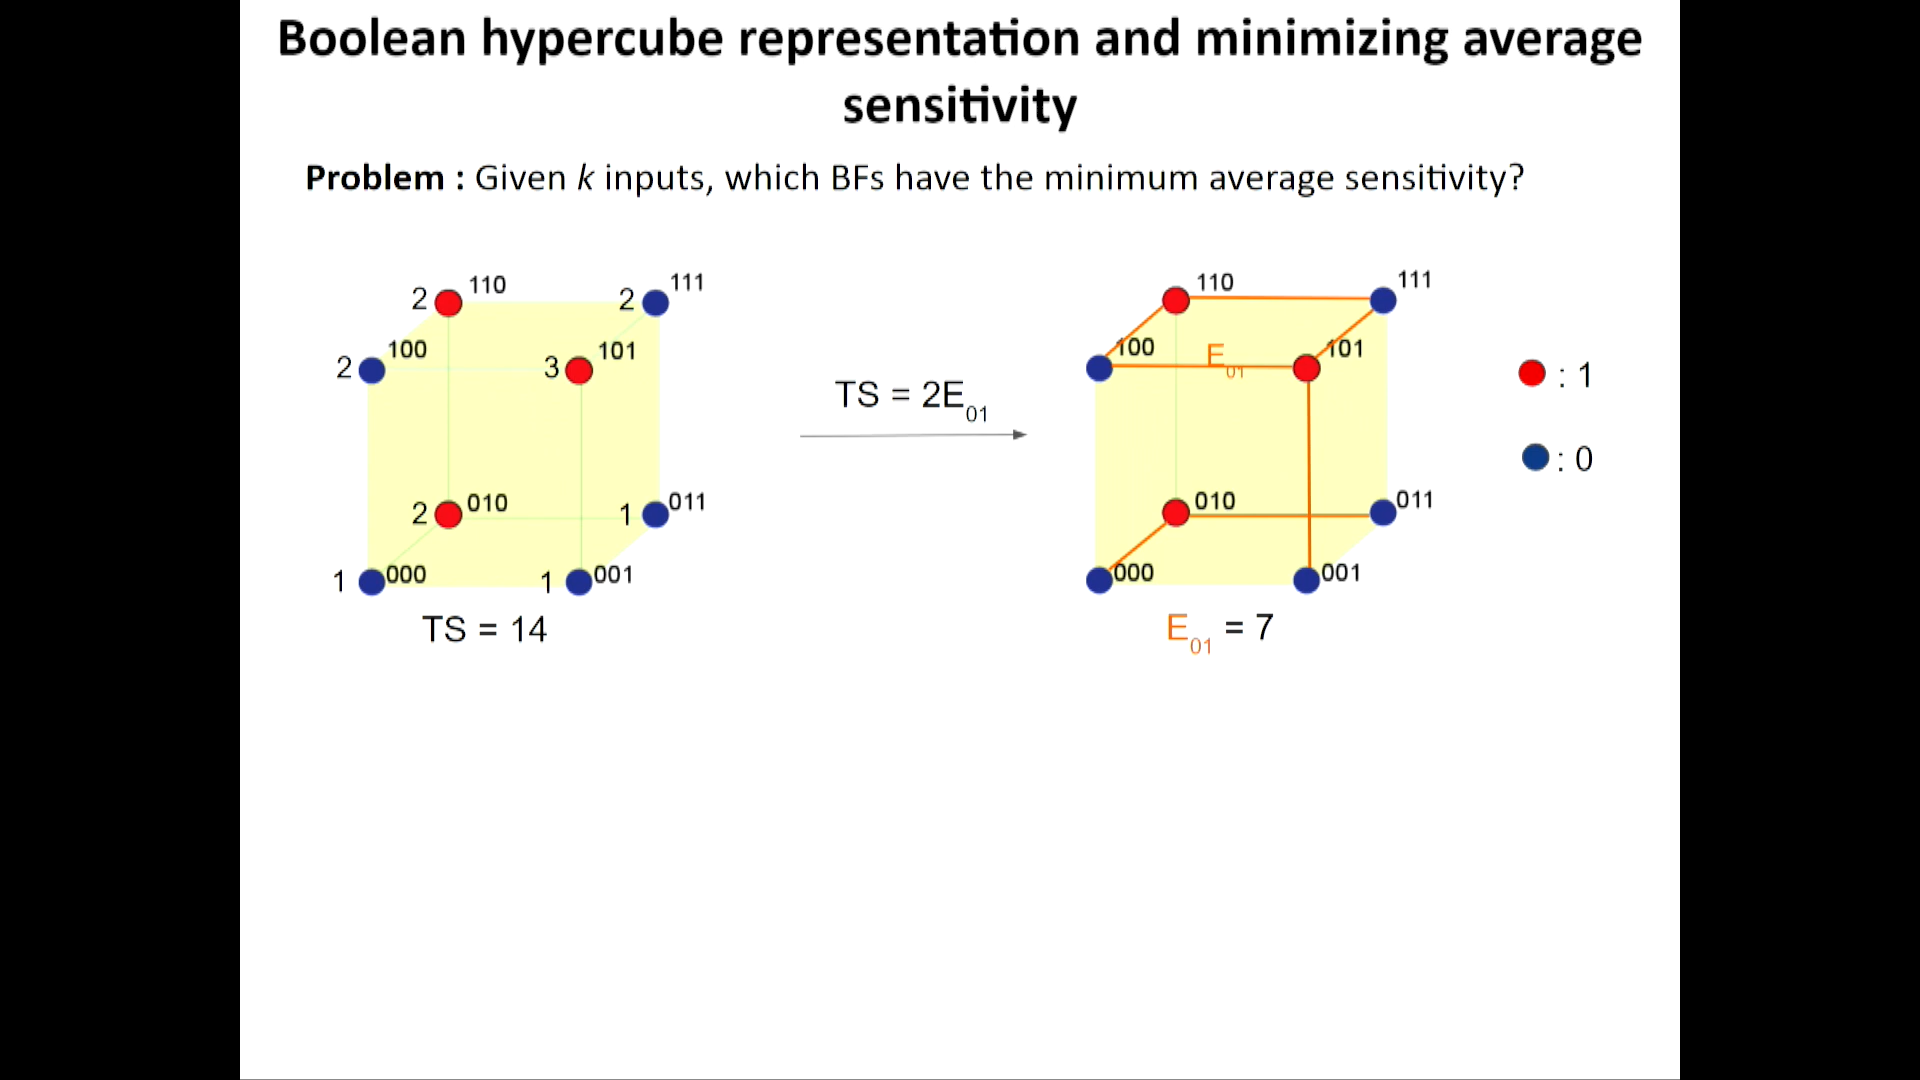 Boolean hypercube representation and minimizing average
sensitivity
Problem : Given k inputs, which BFs have the minimum average sensitivity?
2 110
2 111
2 100
3 101
2 010
1 011
1 000
1 001
TS = 14
TS = 2E01
110
111
100
E01
101
010
011
000
001
E01 = 7
: 1
: 0